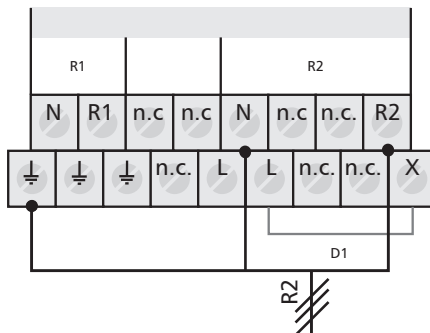 R1 R2
N R1 n.c n.c N n.c n.c. R2
n.c. L L n.c. n.c. X
D1
R2